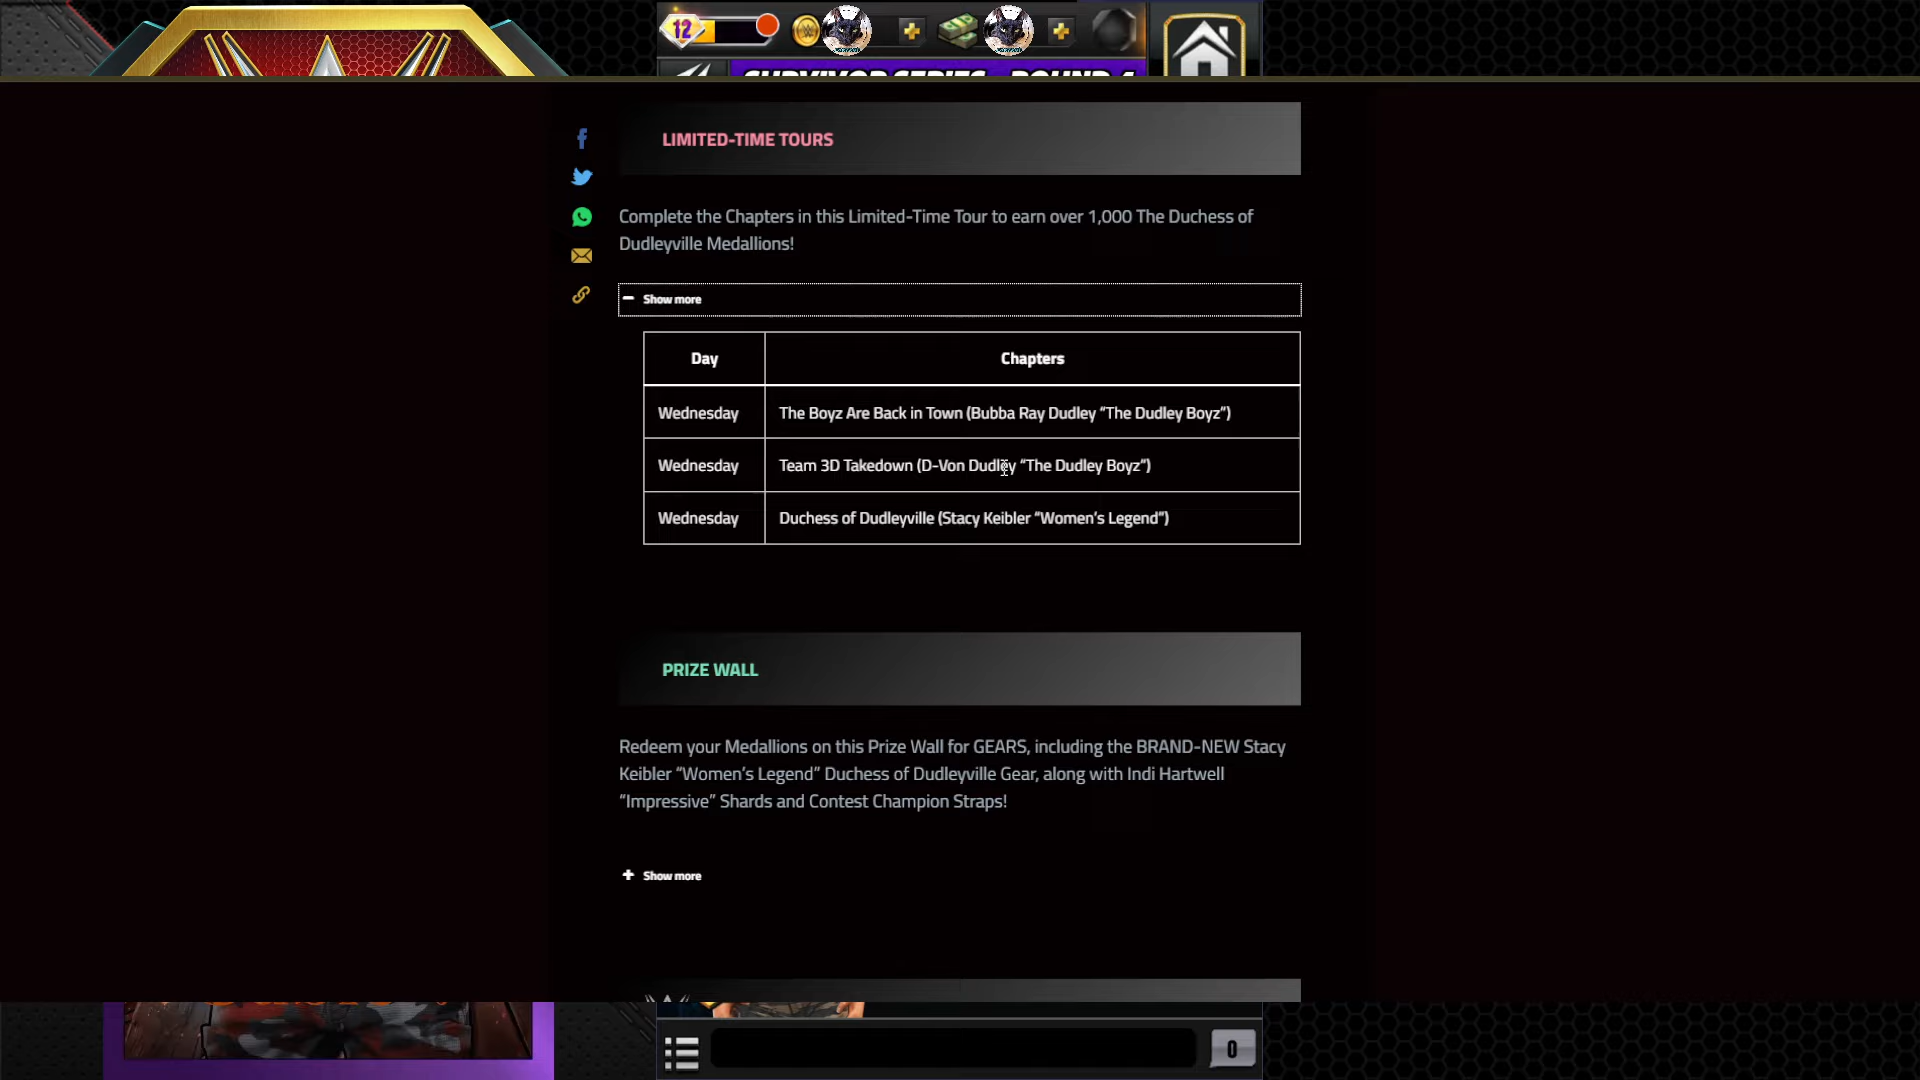 12
LIMITED-TIME TOURS
Complete the Chapters in this Limited-Time Tour to earn over 1,000 The Duchess of
Dudleyville Medallions!
Show more
Day Chapters
Wednesday The Boyz Are Back in Town (Bubba Ray Dudley “The Dudley Boyz”)
Wednesday Team 3D Takedown (D-Von Dudley “The Dudley Boyz”)
Wednesday Duchess of Dudleyville (Stacy Keibler “Women’s Legend”)
PRIZE WALL
Redeem your Medallions on this Prize Wall for GEARS, including the BRAND-NEW Stacy
Keibler “Women’s Legend” Duchess of Dudleyville Gear, along with Indi Hartwell
“Impressive” Shards and Contest Champion Straps!
Show more
0